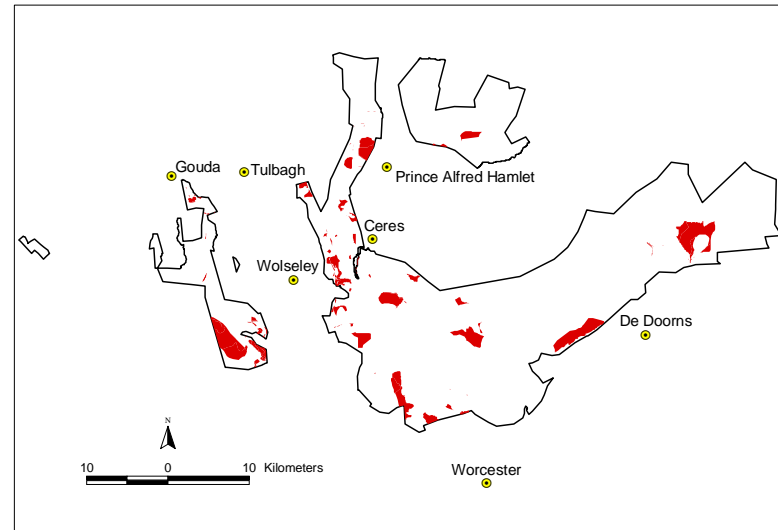 Gouda
Tulbagh
Prince Alfred Hamlet
Ceres
Wolseley
De Doorns
N
10 0 10 Kilometers
Worcester